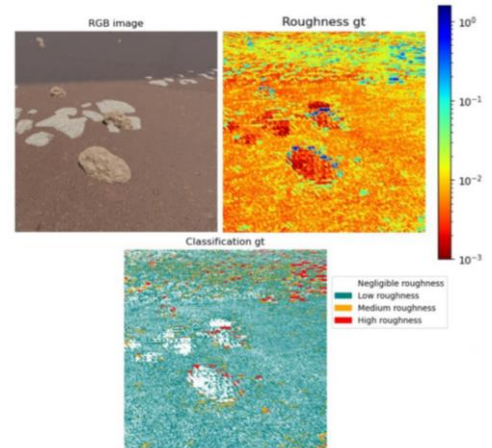 RGB image
Roughness gt
10⁰
10⁻¹
10⁻²
10⁻³
Classification gt
Negligible roughness
Low roughness
Medium roughness
High roughness